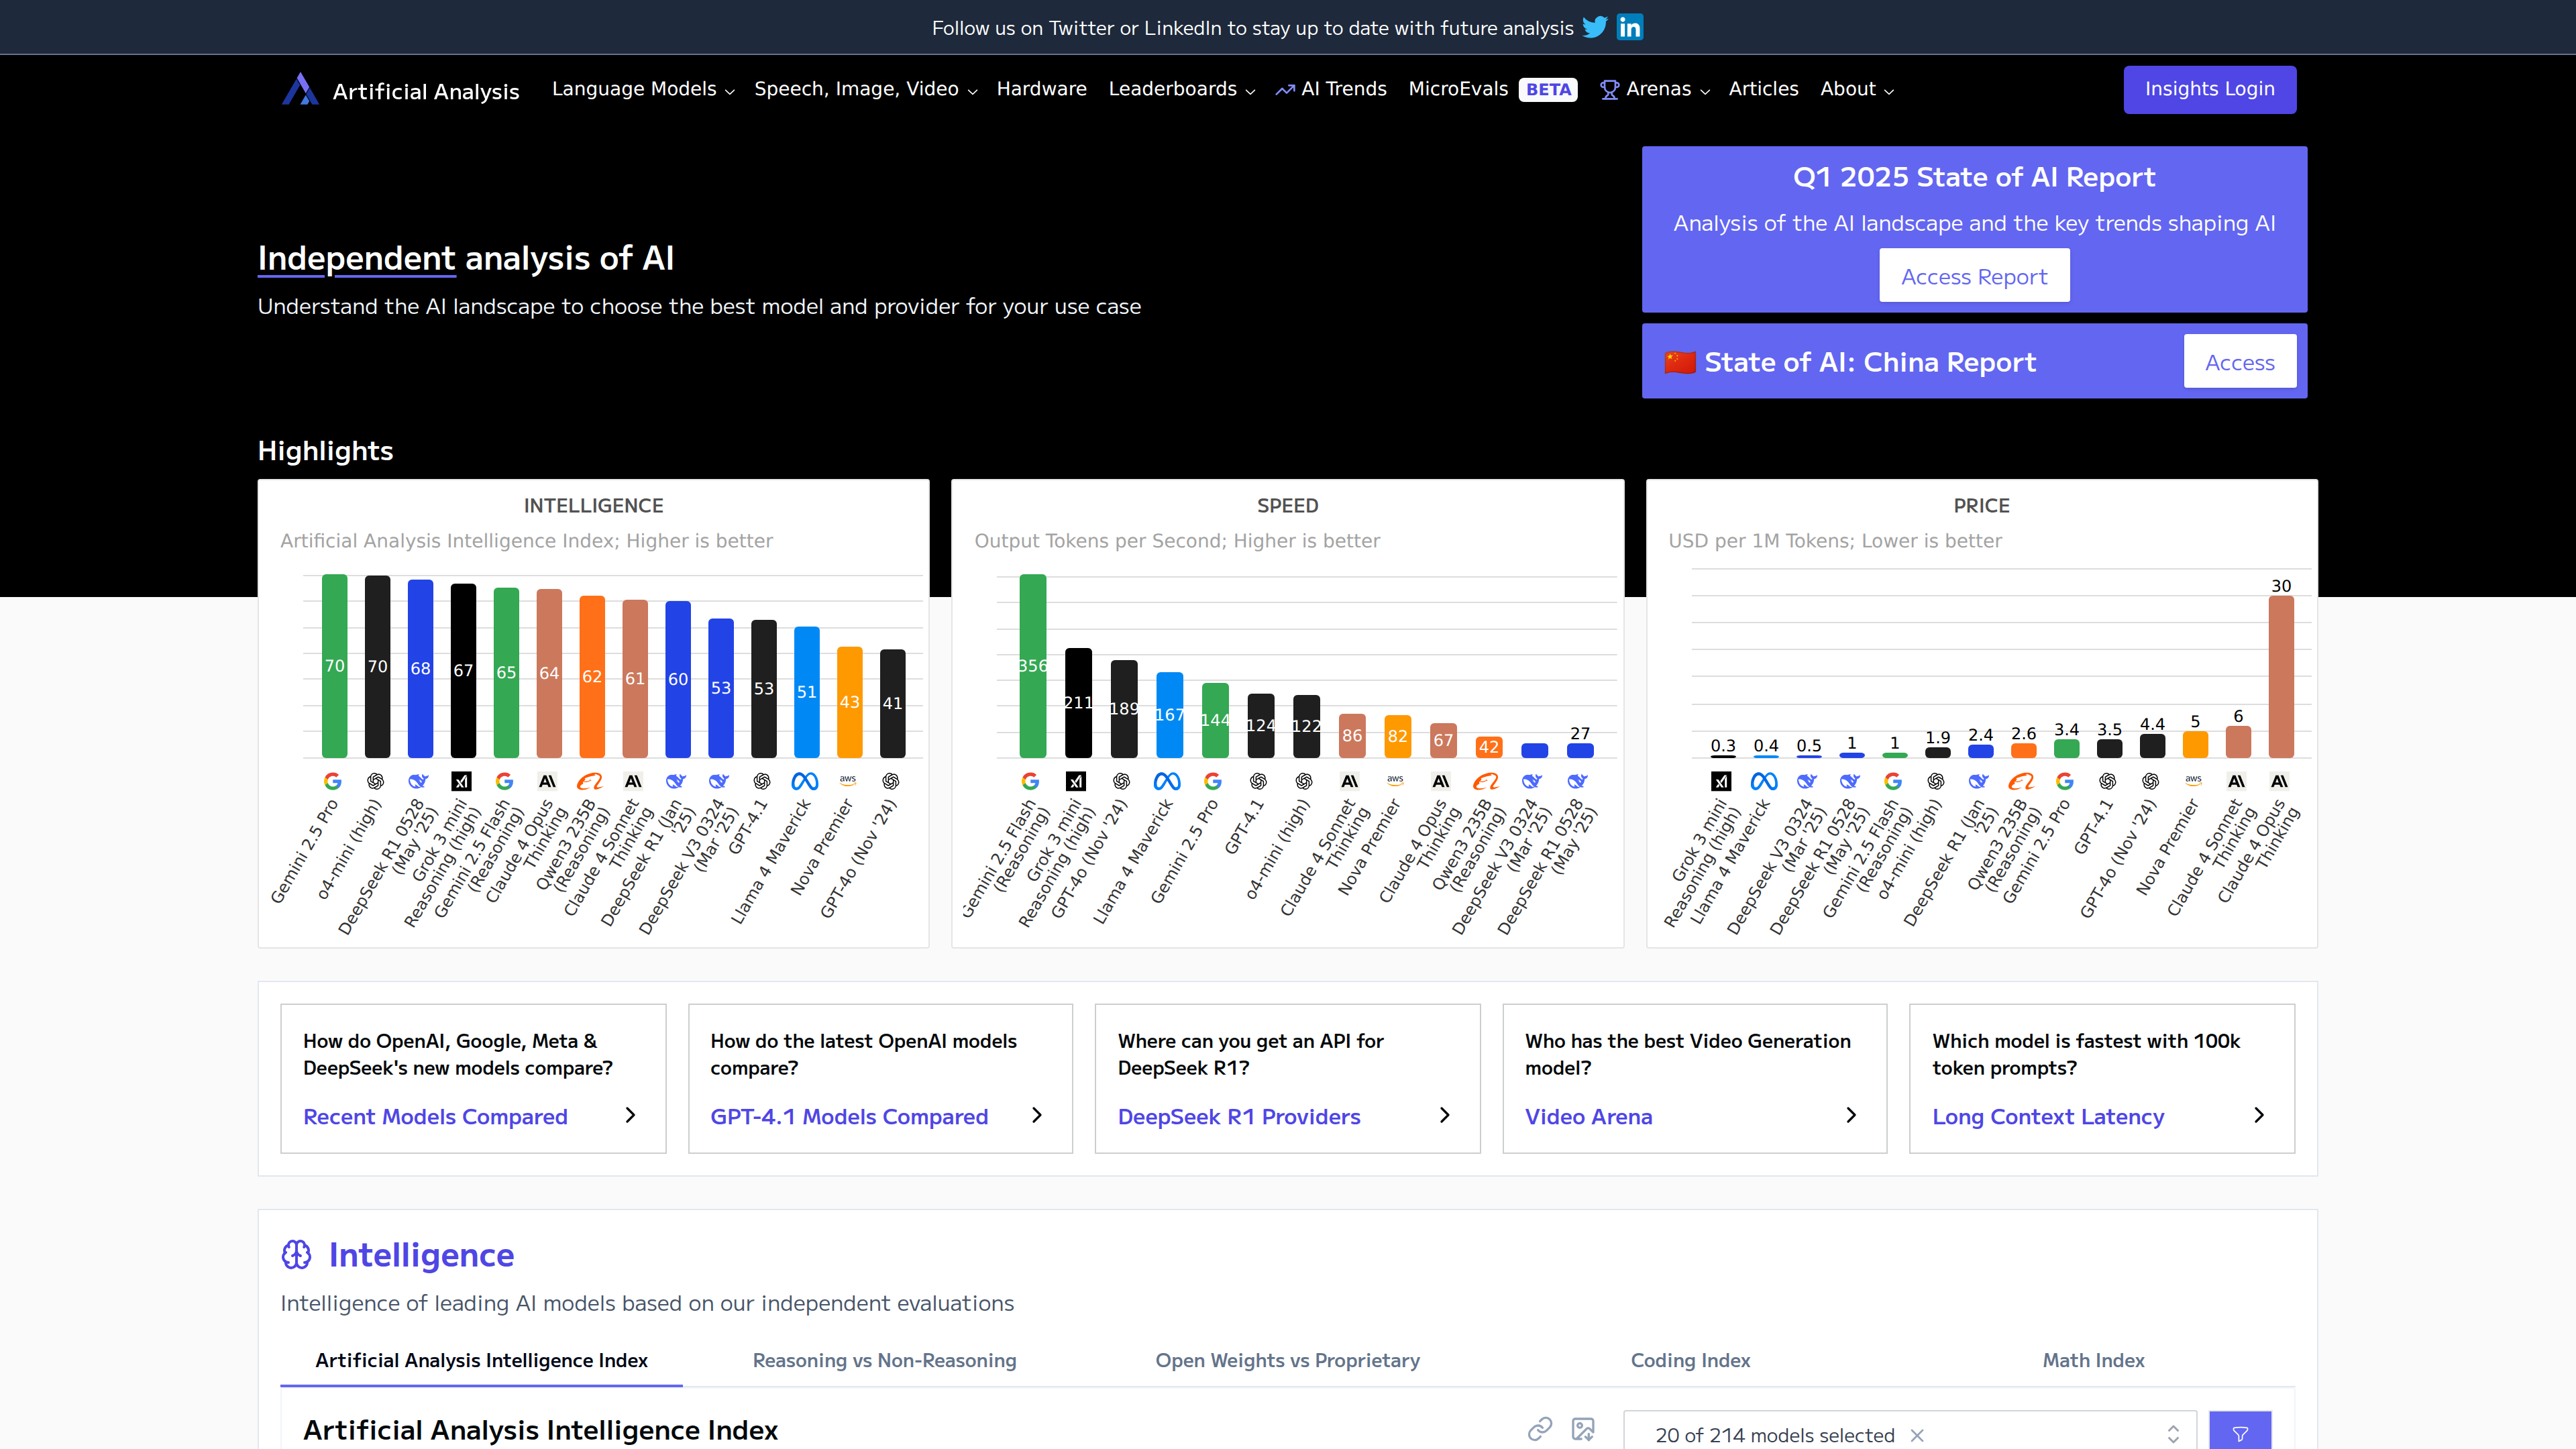 Follow us on Twitter or LinkedIn to stay up to date with future analysis
Artificial Analysis
Language Models
Speech, Image, Video
Hardware
Leaderboards
AI Trends
MicroEvals BETA
Arenas
Articles
About
Insights Login
Independent analysis of AI
Understand the AI landscape to choose the best model and provider for your use case
Q1 2025 State of AI Report
Analysis of the AI landscape and the key trends shaping AI
Access Report
🇨🇳 State of AI: China Report
Access
Highlights
INTELLIGENCE
Artificial Analysis Intelligence Index; Higher is better
70
70
68
67
65
64
62
61
60
53
53
51
43
41
aws
Gemini 2.5 Pro
o4-mini (high)
DeepSeek R1 0528
(May '25)
Grok 3 mini
Reasoning (high)
Gemini 2.5 Flash
(Reasoning)
Claude 4 Opus
Thinking
Qwen3 235B
(Reasoning)
Claude 4 Sonnet
Thinking
DeepSeek R1 (Jan
'25)
DeepSeek V3 0324
(Mar '25)
GPT-4.1
Llama 4 Maverick
Nova Premier
GPT-4o (Nov '24)
SPEED
Output Tokens per Second; Higher is better
356
211
189
167
144
124
122
86
82
67
42
27
aws
Gemini 2.5 Flash
(Reasoning)
Grok 3 mini
Reasoning (high)
GPT-4o (Nov '24)
Llama 4 Maverick
Gemini 2.5 Pro
GPT-4.1
o4-mini (high)
Claude 4 Sonnet
Thinking
Nova Premier
Claude 4 Opus
Thinking
Qwen3 235B
(Reasoning)
DeepSeek V3 0324
(Mar '25)
DeepSeek R1 0528
(May '25)
PRICE
USD per 1M Tokens; Lower is better
0.3
0.4
0.5
1
1
1.9
2.4
2.6
3.4
3.5
4.4
5
6
30
aws
Grok 3 mini
Reasoning (high)
Llama 4 Maverick
DeepSeek V3 0324
(Mar '25)
DeepSeek R1 0528
(May '25)
Gemini 2.5 Flash
(Reasoning)
o4-mini (high)
DeepSeek R1 (Jan
'25)
Qwen3 235B
(Reasoning)
Gemini 2.5 Pro
GPT-4.1
GPT-4o (Nov '24)
Nova Premier
Claude 4 Sonnet
Thinking
Claude 4 Opus
Thinking
How do OpenAI, Google, Meta &
DeepSeek's new models compare?
Recent Models Compared
How do the latest OpenAI models
compare?
GPT-4.1 Models Compared
Where can you get an API for
DeepSeek R1?
DeepSeek R1 Providers
Who has the best Video Generation
model?
Video Arena
Which model is fastest with 100k
token prompts?
Long Context Latency
Intelligence
Intelligence of leading AI models based on our independent evaluations
Artificial Analysis Intelligence Index
Reasoning vs Non-Reasoning
Open Weights vs Proprietary
Coding Index
Math Index
Artificial Analysis Intelligence Index
20 of 214 models selected